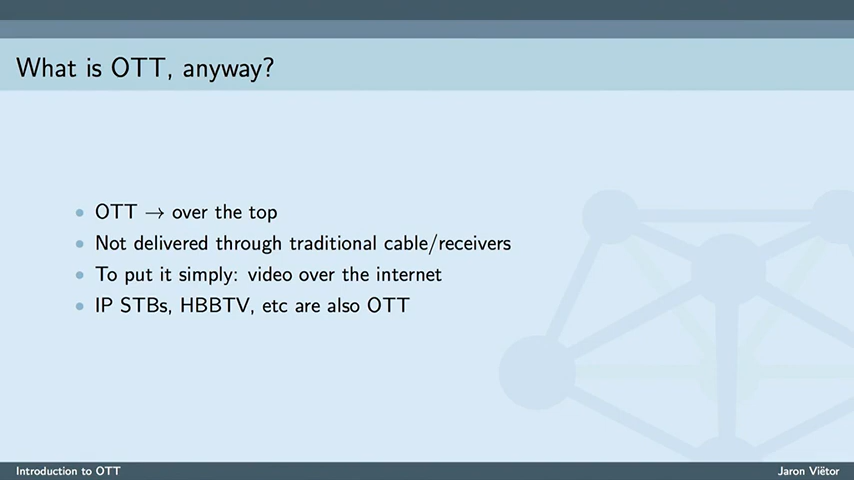 What is OTT, anyway?
• OTT → over the top
• Not delivered through traditional cable/receivers
• To put it simply: video over the internet
• IP STBs, HBBTV, etc are also OTT
Introduction to OTT
Jaron Viëtor